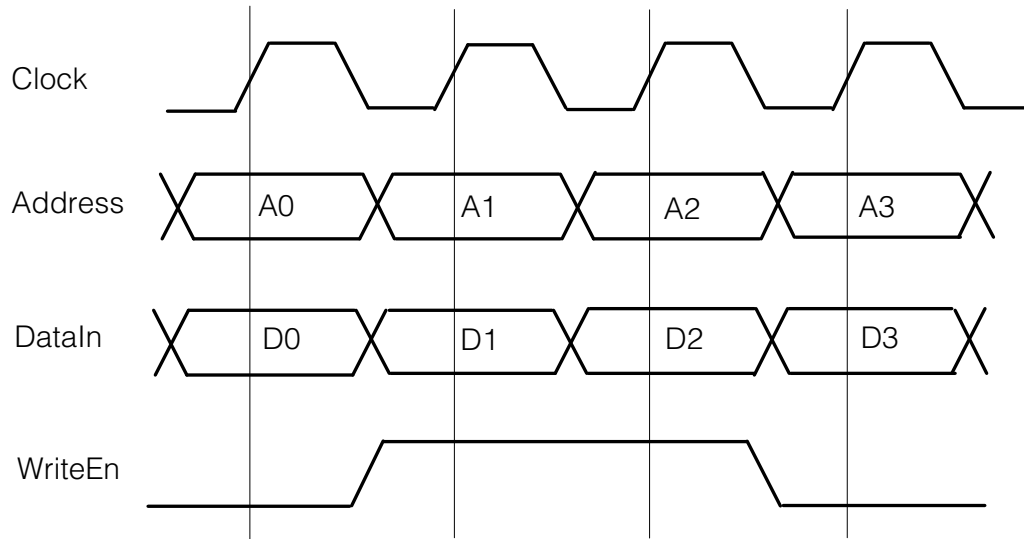 Clock
Address A0 A1 A2 A3
DataIn D0 D1 D2 D3
WriteEn